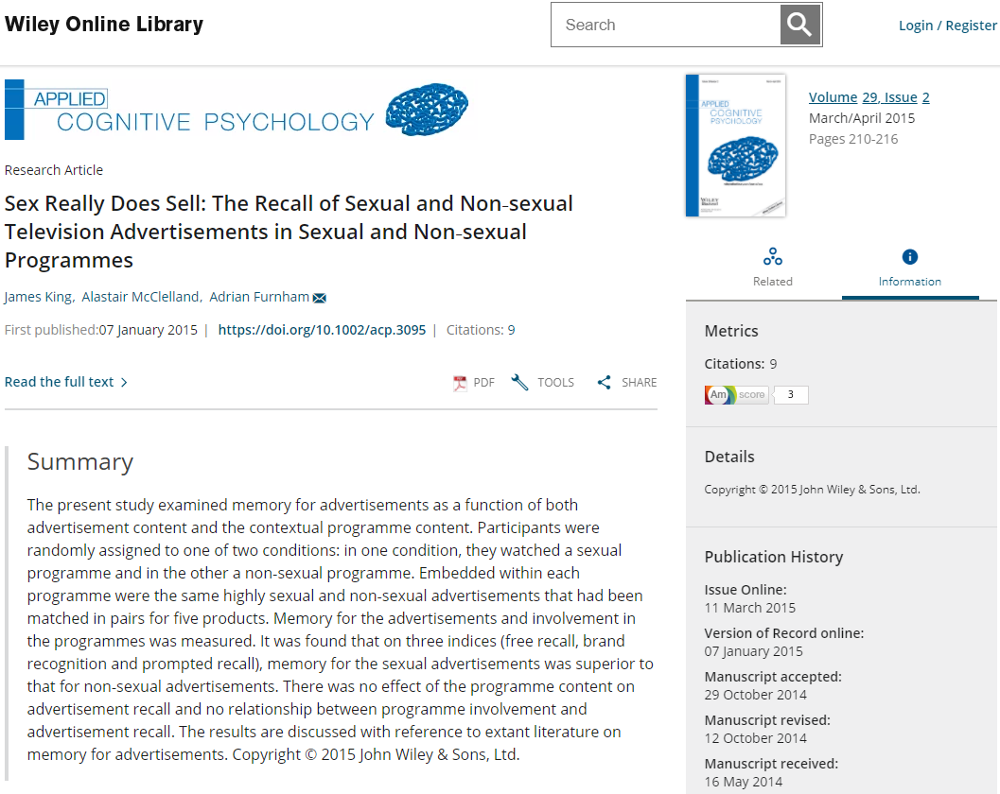 Wiley Online Library
Search
Login / Register
APPLIED
COGNITIVE PSYCHOLOGY
Research Article
Sex Really Does Sell: The Recall of Sexual and Non-sexual
Television Advertisements in Sexual and Non-sexual
Programmes
James King, Alastair McClelland, Adrian Furnham
First published:07 January 2015 | https://doi.org/10.1002/acp.3095 | Citations: 9
Read the full text
PDF TOOLS SHARE
Summary
The present study examined memory for advertisements as a function of both
advertisement content and the contextual programme content. Participants were
randomly assigned to one of two conditions: in one condition, they watched a sexual
programme and in the other a non-sexual programme. Embedded within each
programme were the same highly sexual and non-sexual advertisements that had been
matched in pairs for five products. Memory for the advertisements and involvement in
the programmes was measured. It was found that on three indices (free recall, brand
recognition and prompted recall), memory for the sexual advertisements was superior to
that for non-sexual advertisements. There was no effect of the programme content on
advertisement recall and no relationship between programme involvement and
advertisement recall. The results are discussed with reference to extant literature on
memory for advertisements. Copyright © 2015 John Wiley & Sons, Ltd.
APPLIED
COGNITIVE
PSYCHOLOGY
Volume 29, Issue 2
March/April 2015
Pages 210-216
Related
Information
Metrics
Citations: 9
Am score 3
Details
Copyright © 2015 John Wiley & Sons, Ltd.
Publication History
Issue Online:
11 March 2015
Version of Record online:
07 January 2015
Manuscript accepted:
29 October 2014
Manuscript revised:
12 October 2014
Manuscript received:
16 May 2014